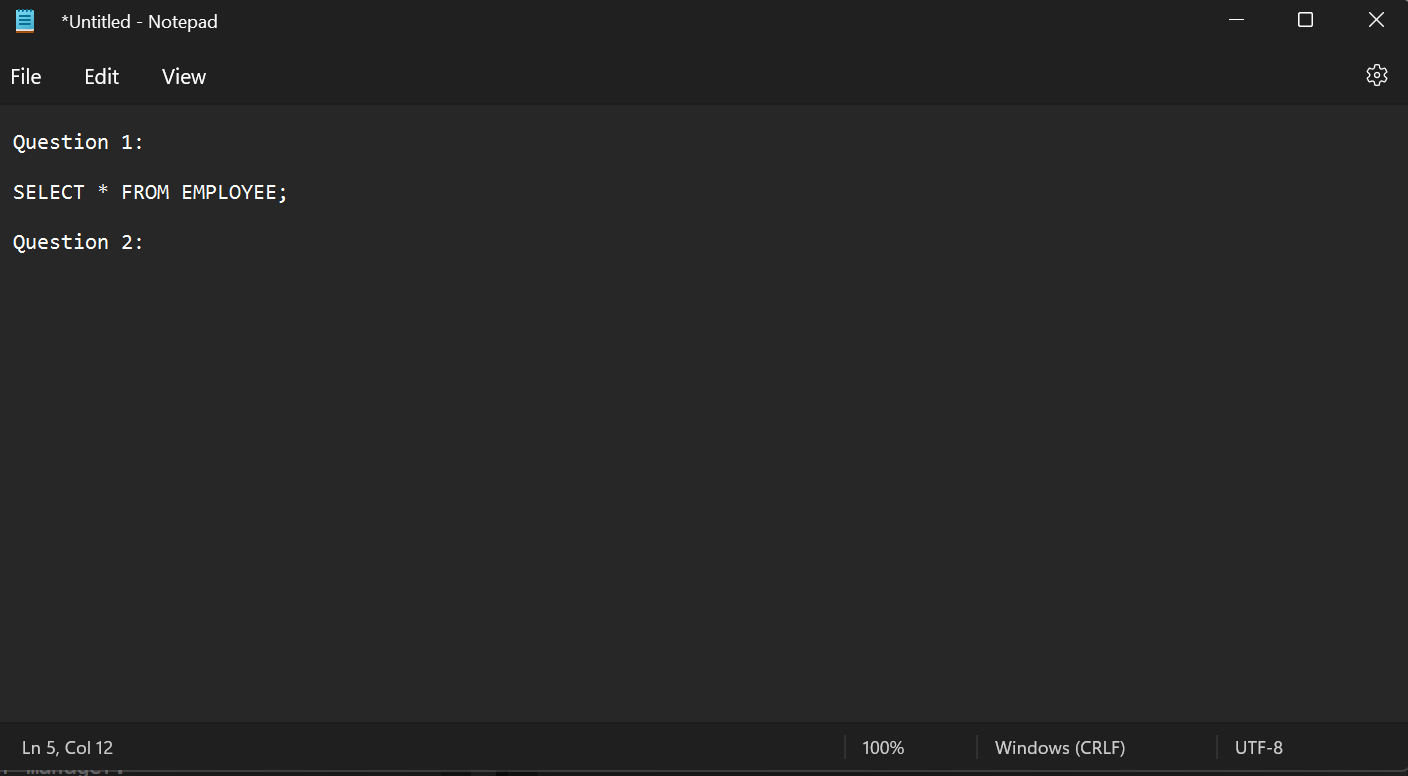 *Untitled - Notepad
File Edit View
Question 1:
SELECT * FROM EMPLOYEE;
Question 2:
Ln 5, Col 12 100% Windows (CRLF) UTF-8